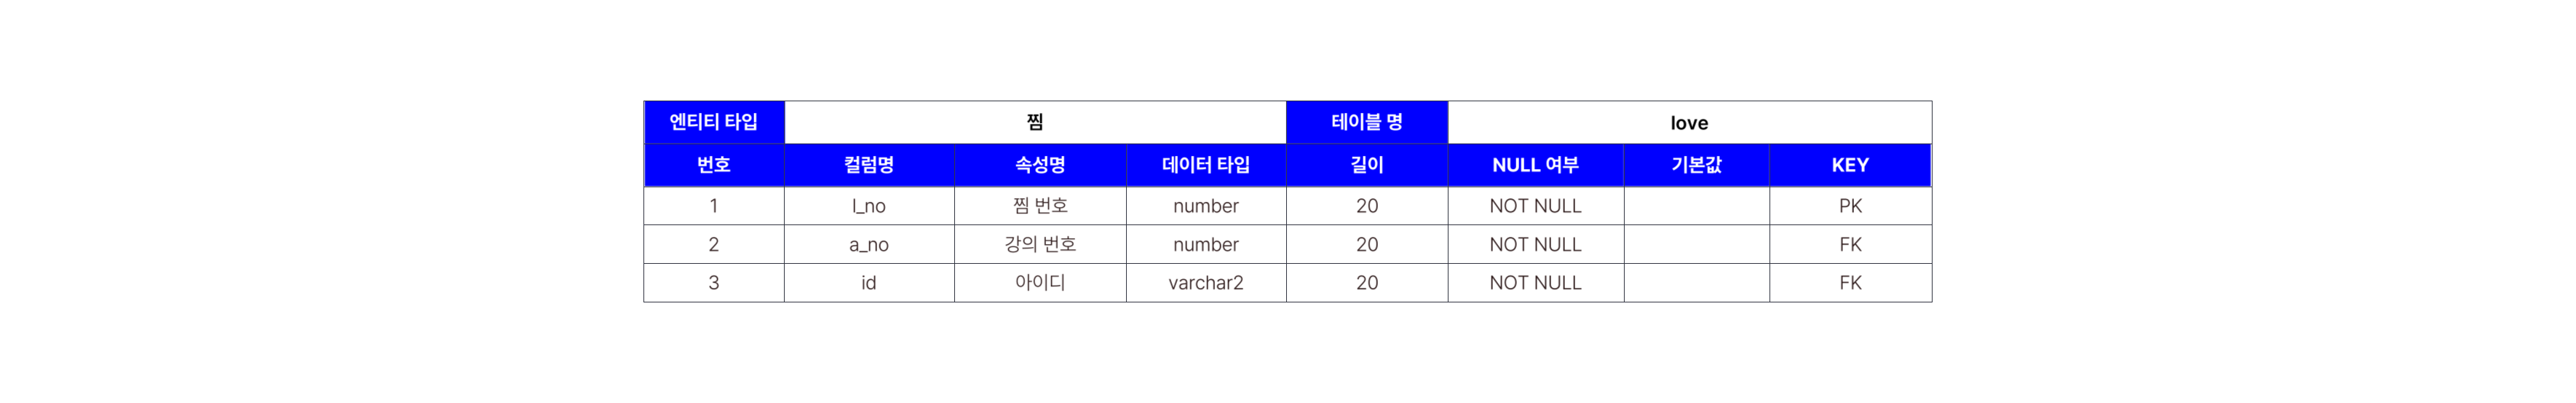 엔티티 타입 찜 테이블 명 love
번호 컬럼명 속성명 데이터 타입 길이 NULL 여부 기본값 KEY
1 l_no 찜 번호 number 20 NOT NULL PK
2 a_no 강의 번호 number 20 NOT NULL FK
3 id 아이디 varchar2 20 NOT NULL FK